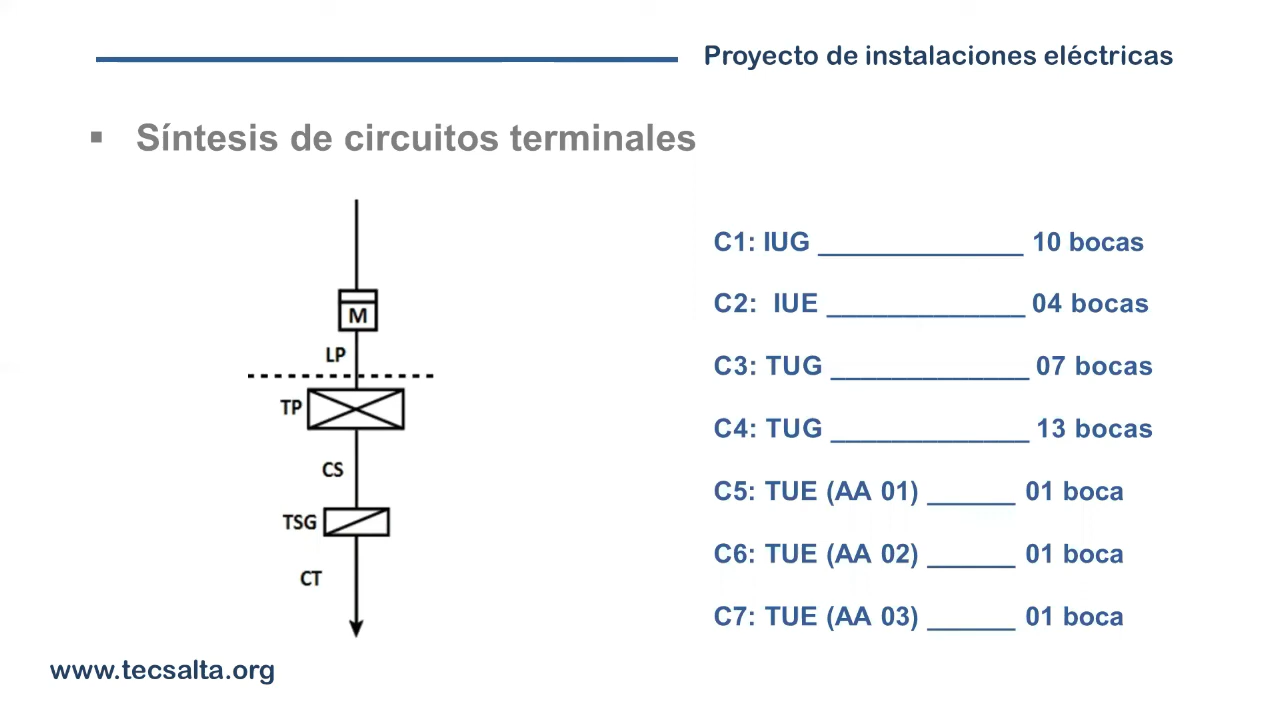 Proyecto de instalaciones eléctricas
▪ Síntesis de circuitos terminales
M
LP
TP
CS
TSG
CT
C1: IUG ______________ 10 bocas
C2: IUE _____________ 04 bocas
C3: TUG _____________ 07 bocas
C4: TUG _____________ 13 bocas
C5: TUE (AA 01) ______ 01 boca
C6: TUE (AA 02) ______ 01 boca
C7: TUE (AA 03) ______ 01 boca
www.tecsalta.org